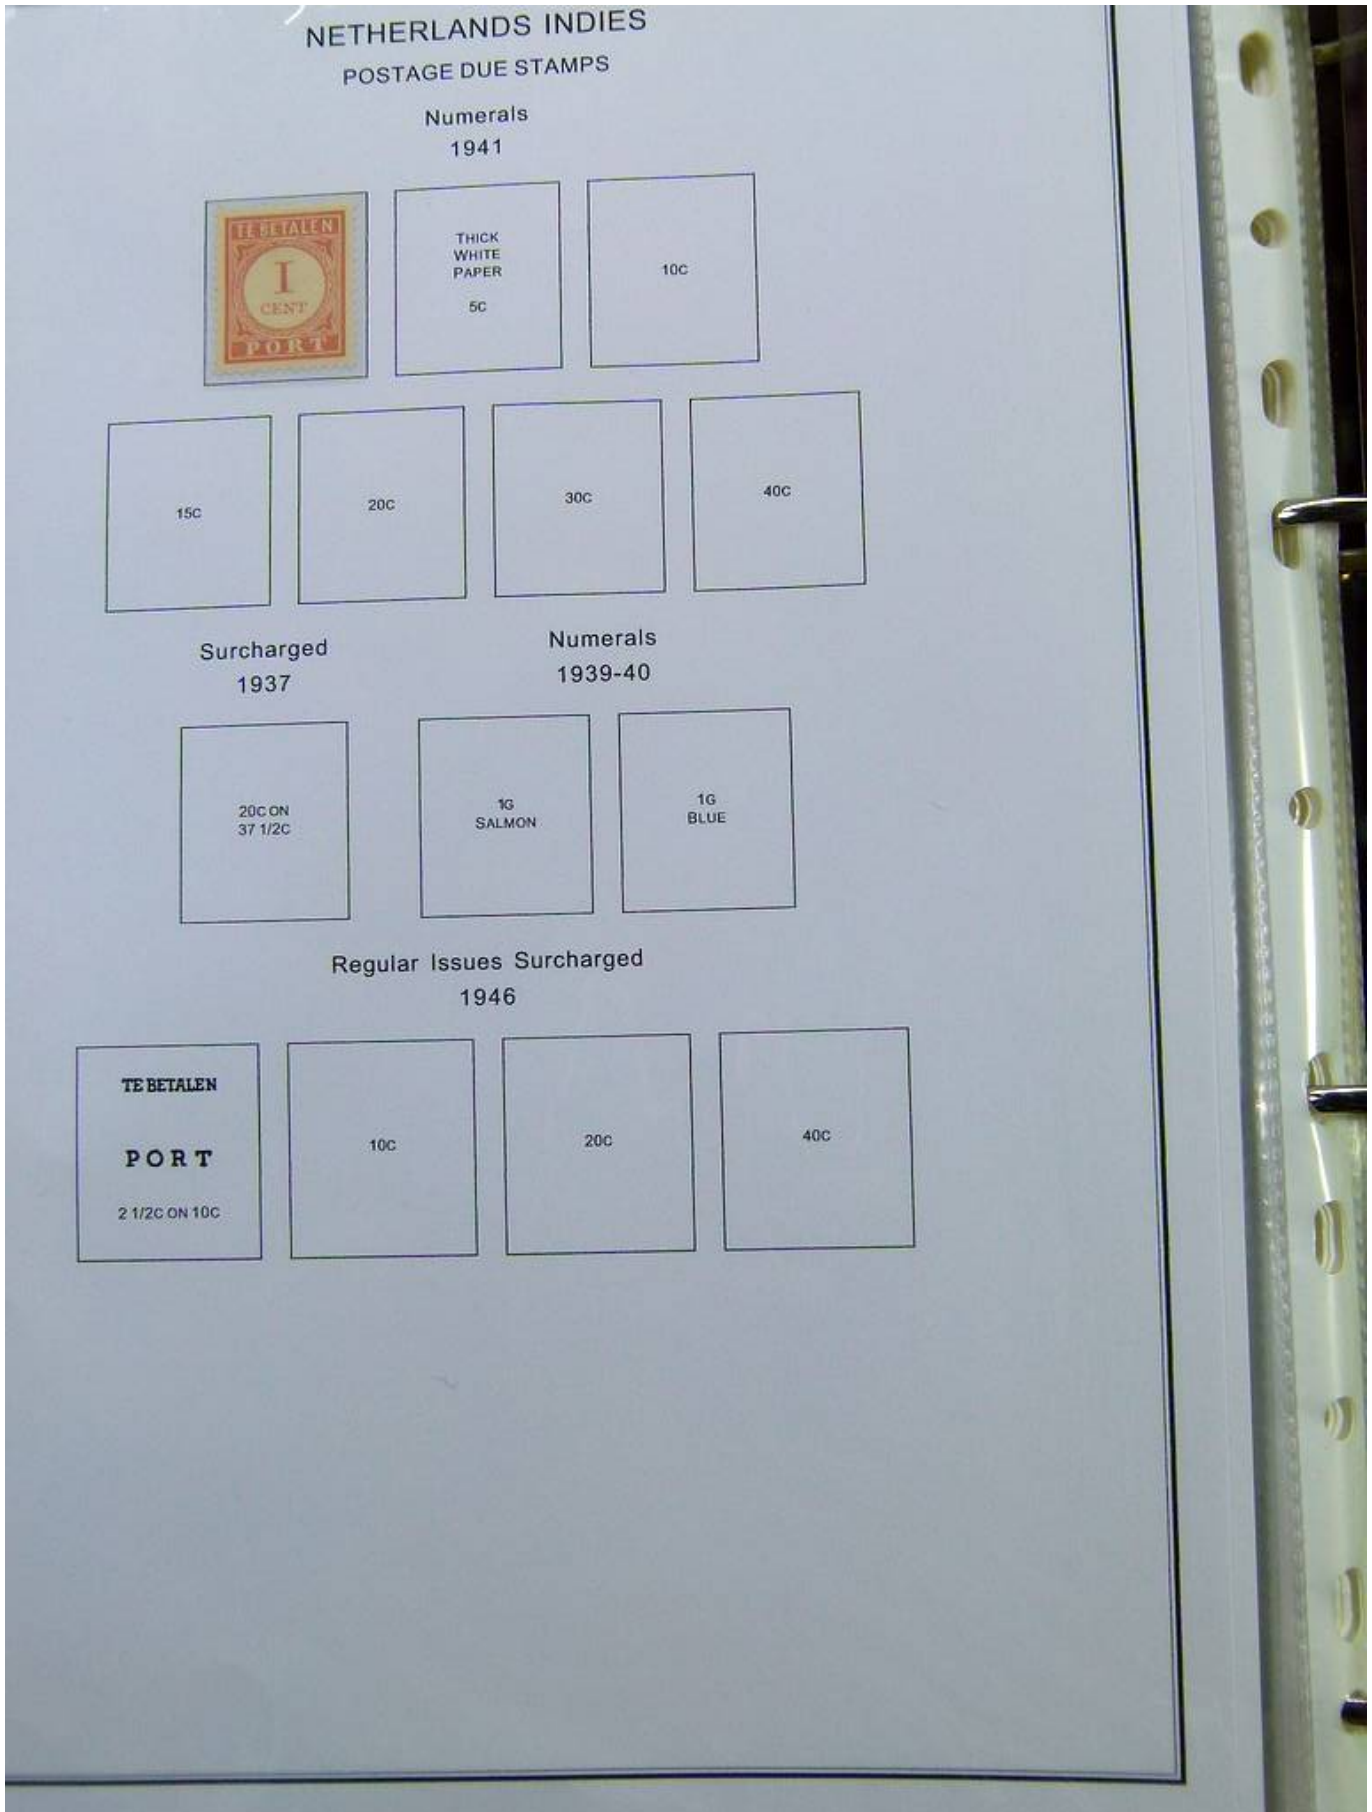 NETHERLANDS INDIES
POSTAGE DUE STAMPS
Numerals
1941
TE BETALEN
1
CENT
PORT
THICK
WHITE
PAPER
5C
10C
15C
20C
30C
40C
Surcharged
1937
Numerals
1939-40
20C ON
37 1/2C
1G
SALMON
1G
BLUE
Regular Issues Surcharged
1946
TE BETALEN
PORT
2 1/2C ON 10C
10C
20C
40C